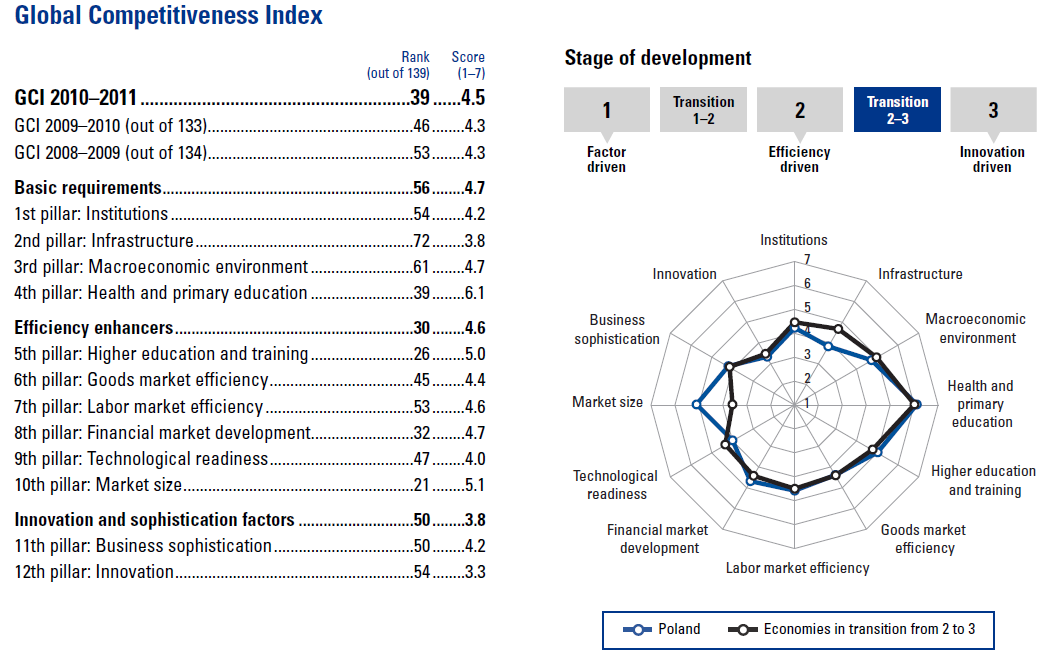 Global Competitiveness Index
Rank Score
(out of 139) (1–7)
GCI 2010–2011 ......................................................39 ......4.5
GCI 2009–2010 (out of 133)..........................................46 ........4.3
GCI 2008–2009 (out of 134)..........................................53 ........4.3
Basic requirements...................................................56 ........4.7
1st pillar: Institutions ..................................................54 ........4.2
2nd pillar: Infrastructure .............................................72 ........3.8
3rd pillar: Macroeconomic environment .....................61 ........4.7
4th pillar: Health and primary education .....................39 ........6.1
Efficiency enhancers.................................................30 ........4.6
5th pillar: Higher education and training .....................26 ........5.0
6th pillar: Goods market efficiency..............................45 ........4.4
7th pillar: Labor market efficiency ...............................53 ........4.6
8th pillar: Financial market development.....................32 ........4.7
9th pillar: Technological readiness..............................47 ........4.0
10th pillar: Market size................................................21 ........5.1
Innovation and sophistication factors .......................50 ........3.8
11th pillar: Business sophistication .............................50 ........4.2
12th pillar: Innovation..................................................54 ........3.3
Stage of development
1
Transition
1–2
2
Transition
2–3
3
Factor
driven
Efficiency
driven
Innovation
driven
Institutions
Infrastructure
Macroeconomic
environment
Health and
primary
education
Higher education
and training
Goods market
efficiency
Labor market efficiency
Financial market
development
Technological
readiness
Market size
Business
sophistication
Innovation
7
6
5
4
3
2
1
Poland
Economies in transition from 2 to 3